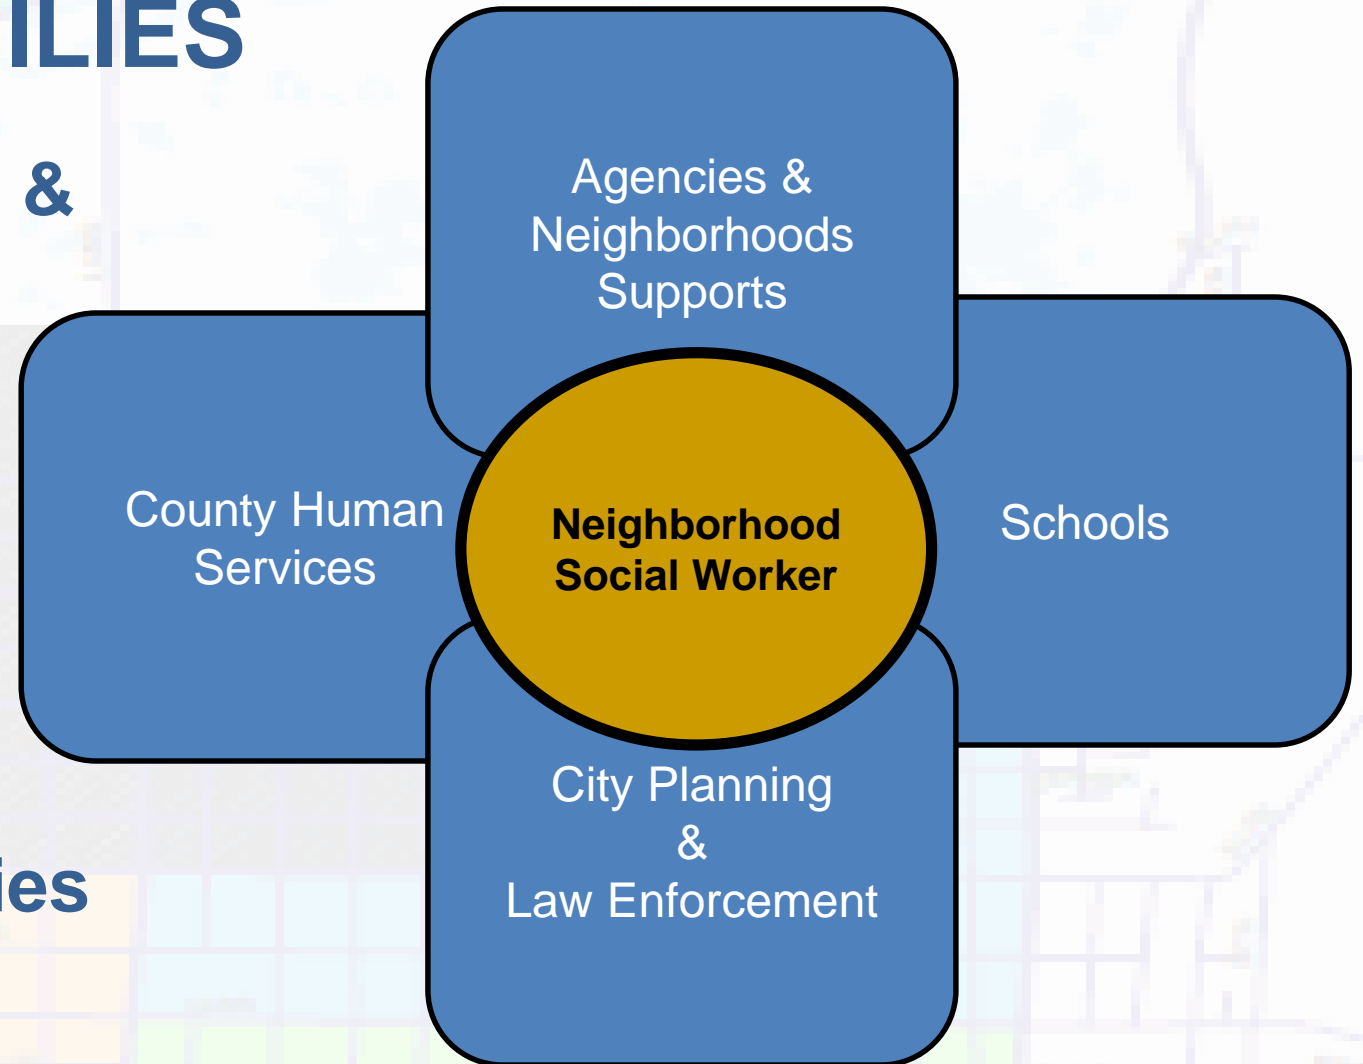 ILIES
&
Agencies &
Neighborhoods
Supports
County Human
Services
Neighborhood
Social Worker
Schools
City Planning
&
Law Enforcement
ies